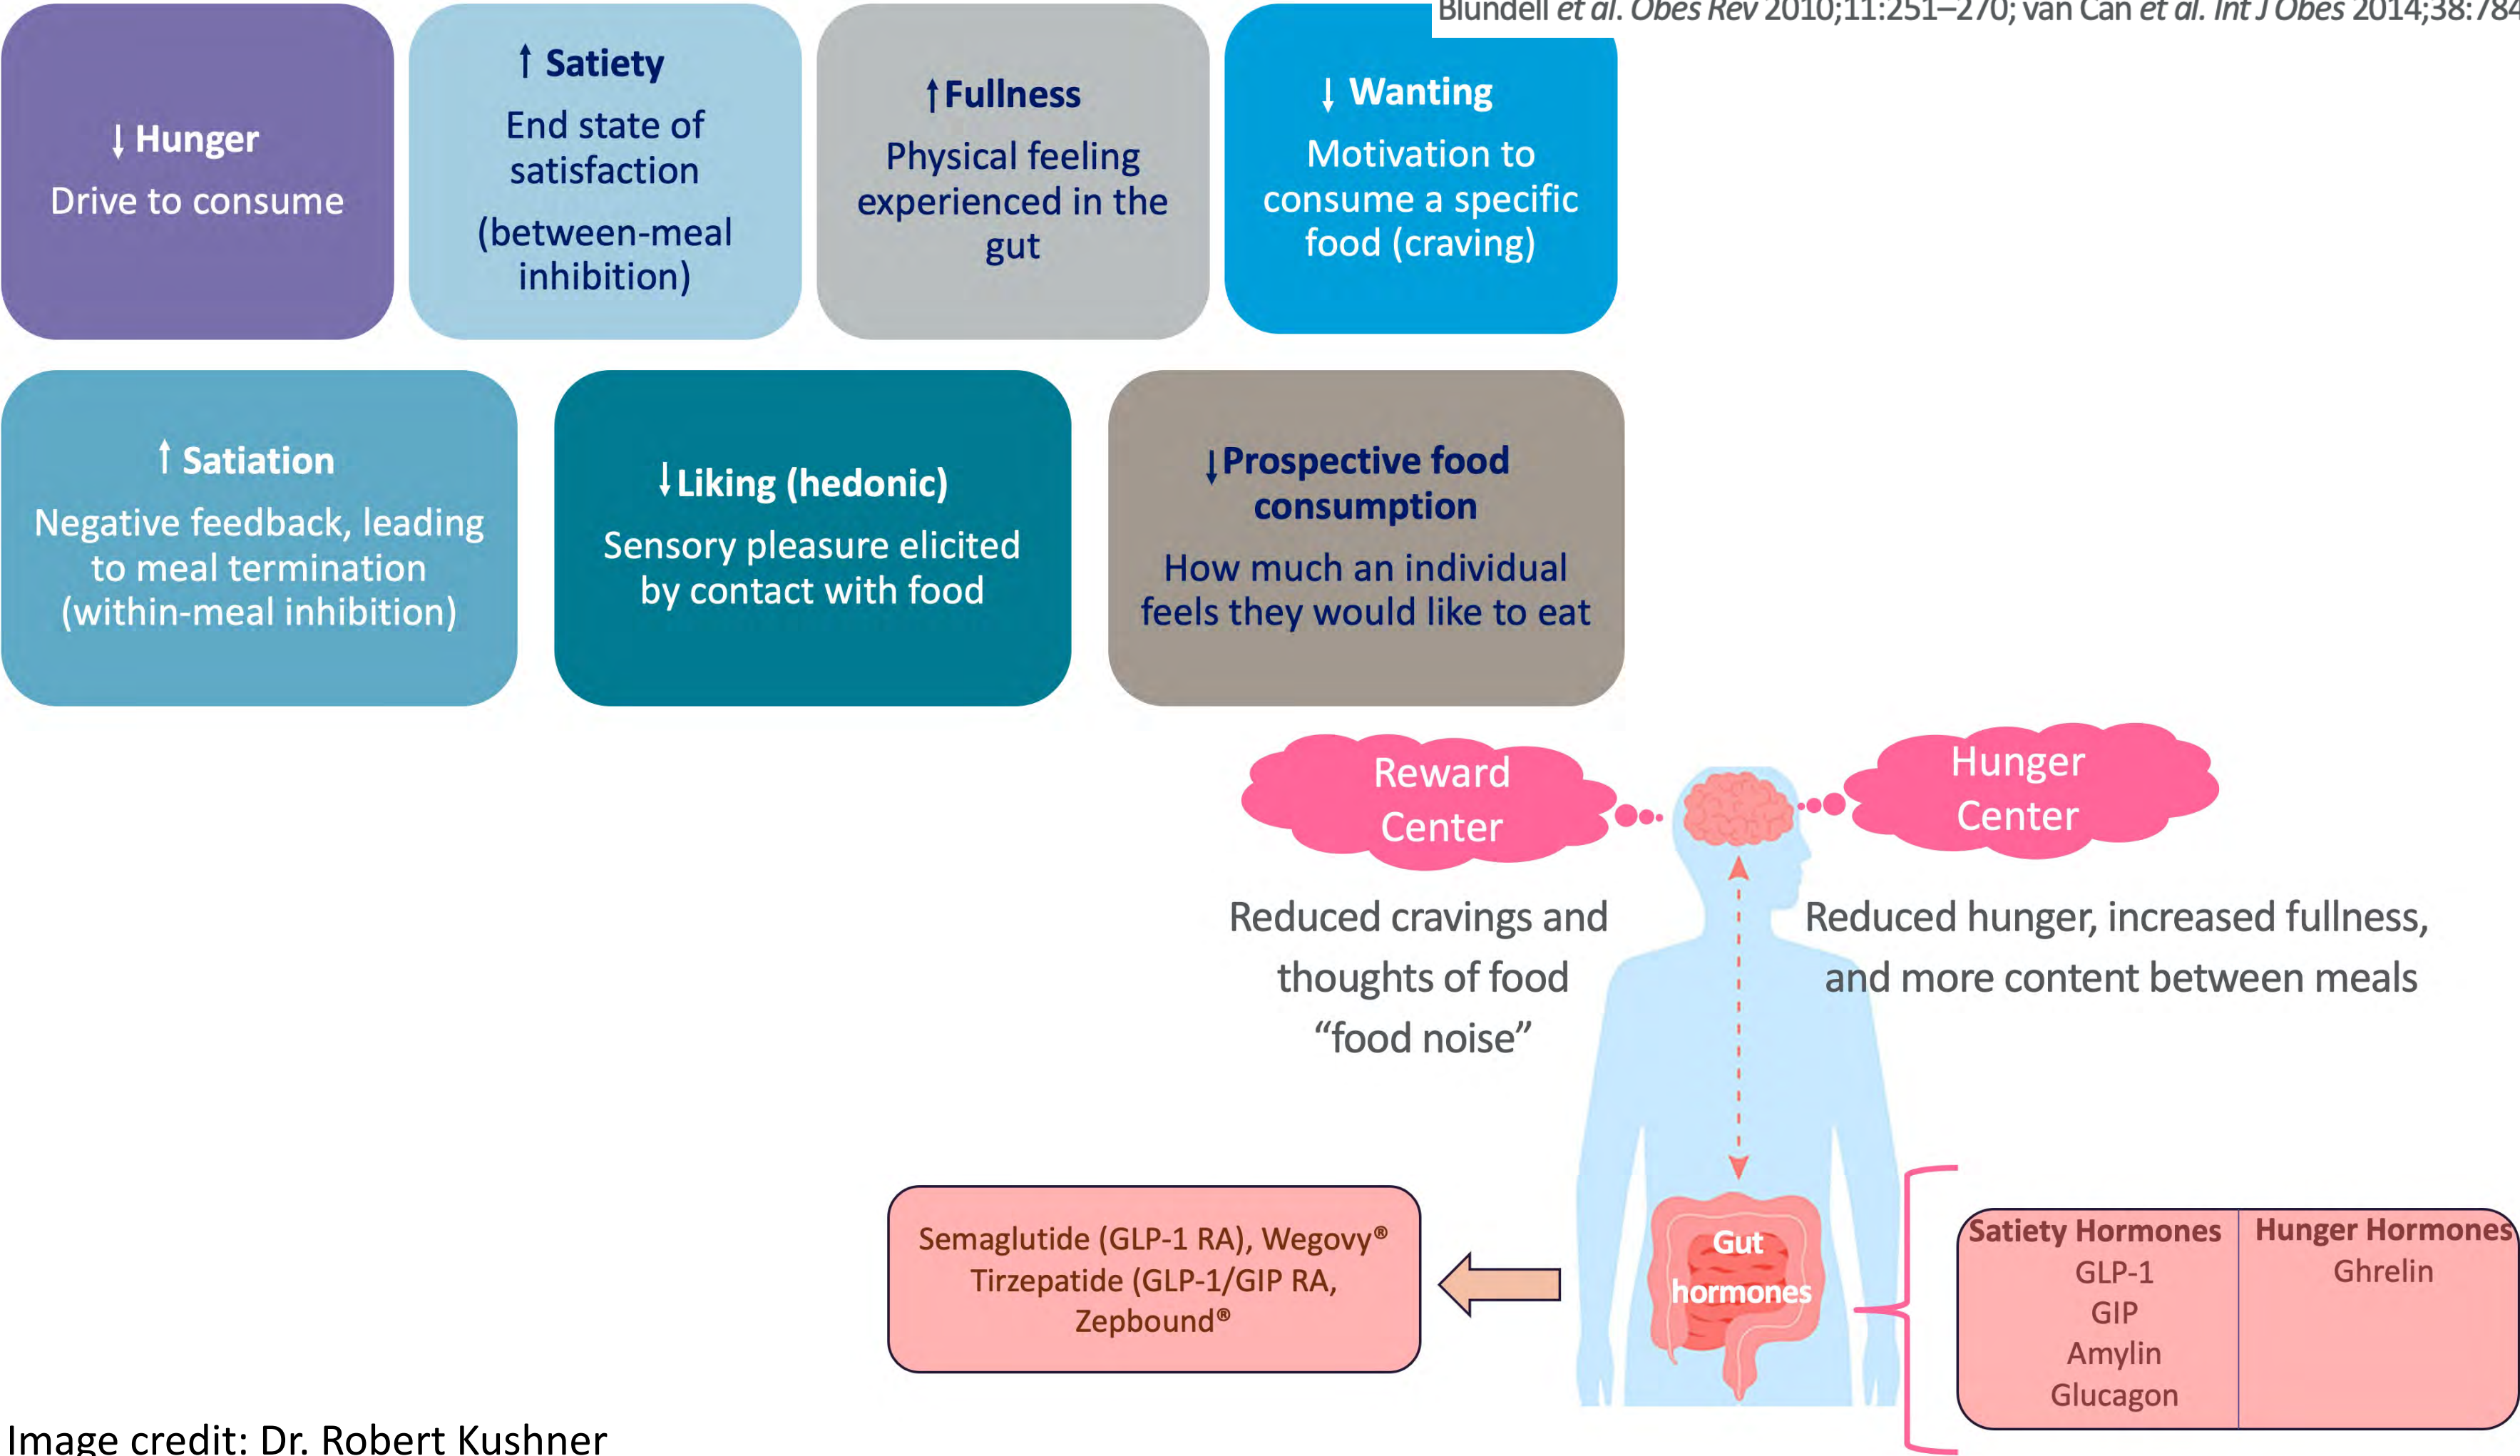 Blundell et al. Obes Rev 2010;11:251–270; van Can et al. Int J Obes 2014;38:784
↓ Hunger
Drive to consume
↑ Satiety
End state of
satisfaction
(between-meal
inhibition)
↑Fullness
Physical feeling
experienced in the
gut
↓ Wanting
Motivation to
consume a specific
food (craving)
↑ Satiation
Negative feedback, leading
to meal termination
(within-meal inhibition)
↓Liking (hedonic)
Sensory pleasure elicited
by contact with food
↓Prospective food
consumption
How much an individual
feels they would like to eat
Reward
Center
Hunger
Center
Reduced cravings and
thoughts of food
“food noise”
Reduced hunger, increased fullness,
and more content between meals
Semaglutide (GLP-1 RA), Wegovy®
Tirzepatide (GLP-1/GIP RA,
Zepbound®
Gut
hormones
Satiety Hormones
GLP-1
GIP
Amylin
Glucagon
Hunger Hormones
Ghrelin
Image credit: Dr. Robert Kushner